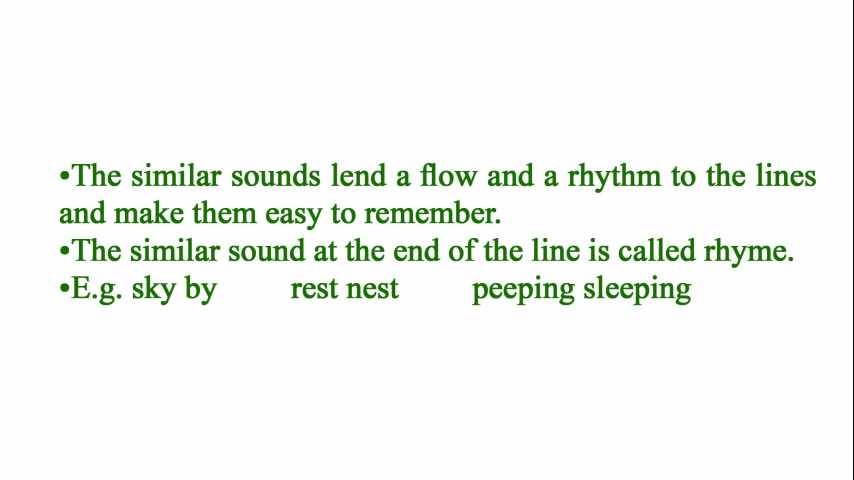 •The similar sounds lend a flow and a rhythm to the lines
and make them easy to remember.
•The similar sound at the end of the line is called rhyme.
•E.g. sky by rest nest peeping sleeping